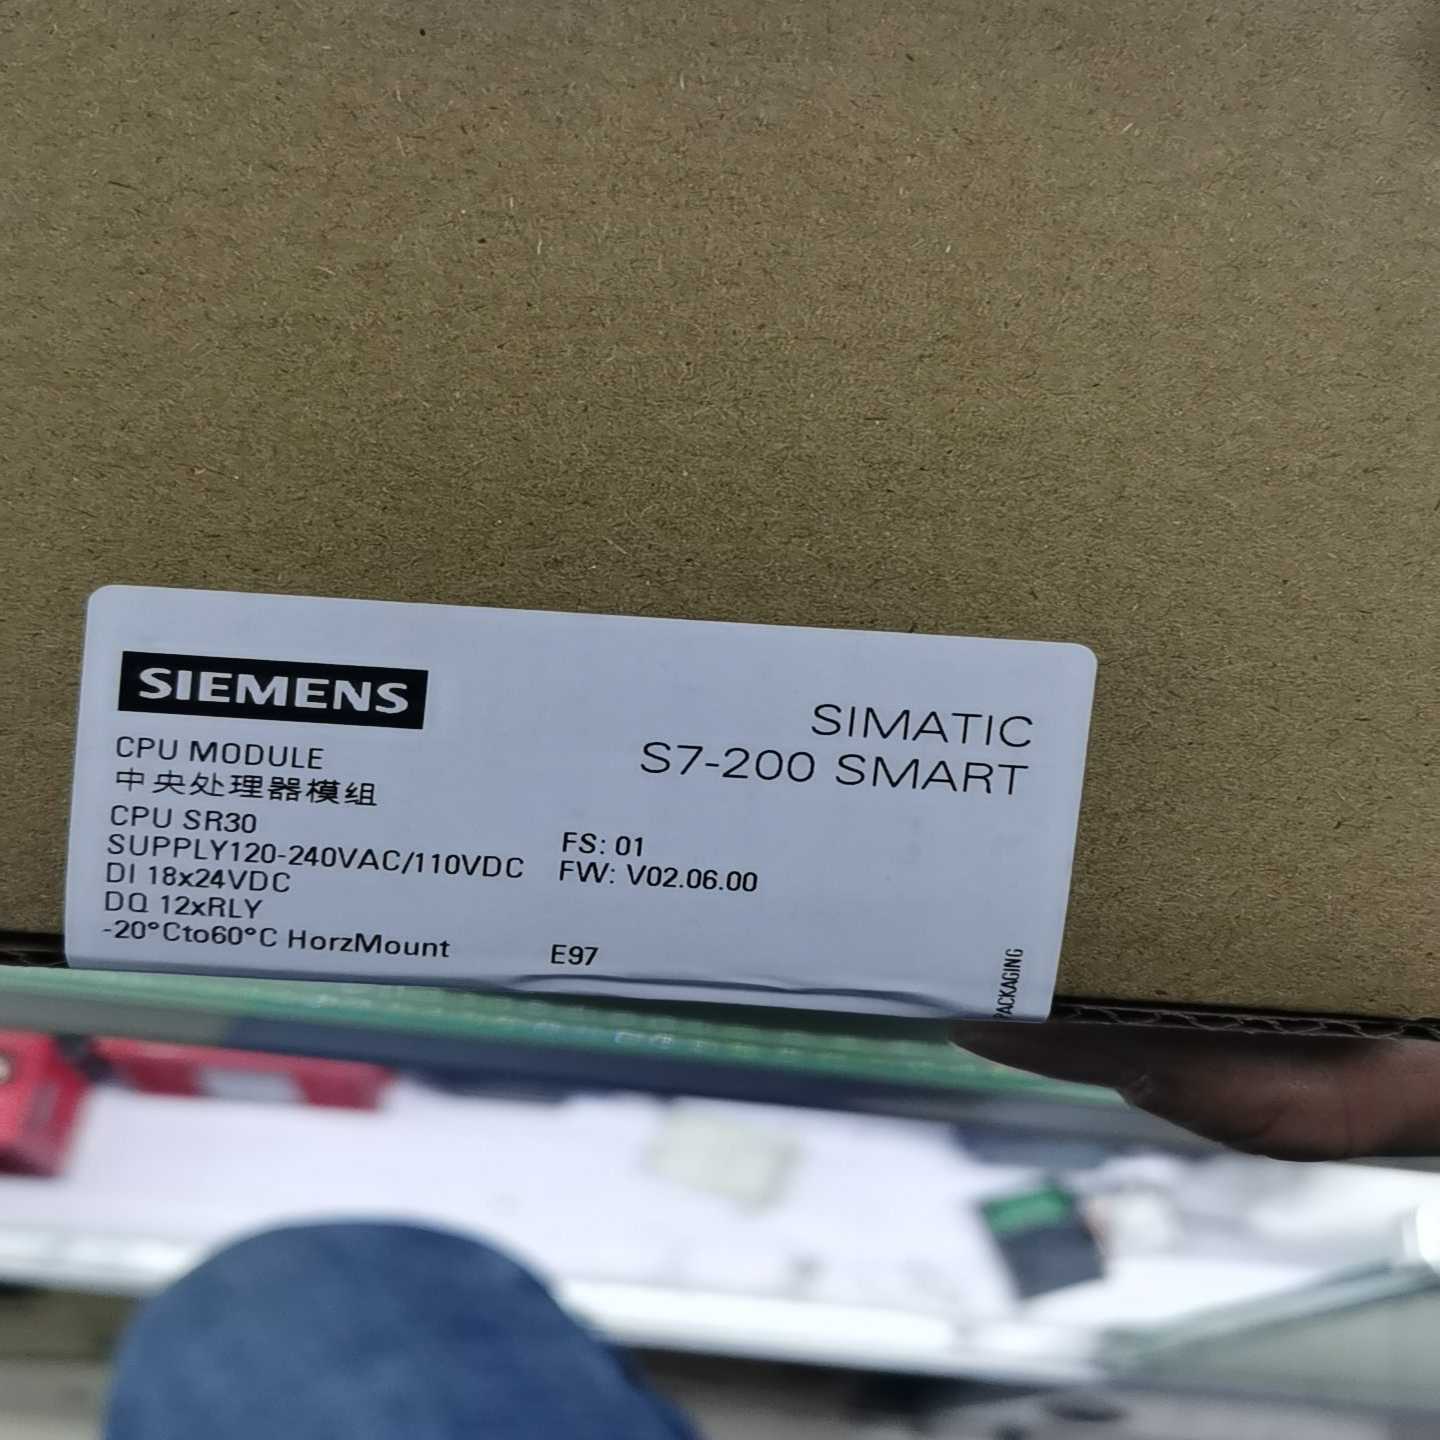 SIEMENS
SIMATIC
S7-200 SMART
CPU MODULE
中央处理器模组
CPU SR30
SUPPLY120-240VAC/110VDC
DI 18x24VDC
DQ 12xRLY
-20°Cto60°C HorzMount
FS: 01
FW: V02.06.00
E97
PACKAGING